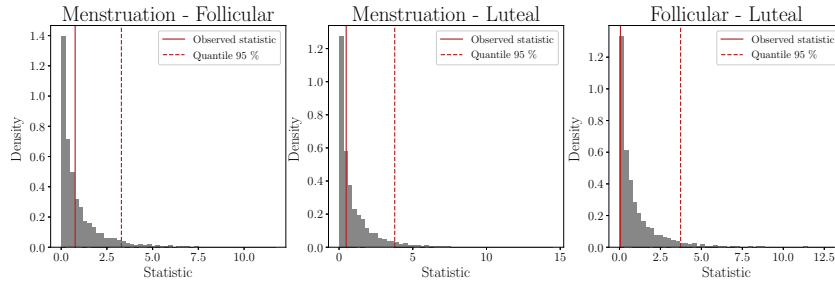 Menstruation - Follicular
1.4
1.2
1.0
0.8
0.6
0.4
0.2
0.0
Density
Observed statistic
Quantile 95 %
0.0 2.5 5.0 7.5 10.0
Statistic
Menstruation - Luteal
1.2
1.0
0.8
0.6
0.4
0.2
0.0
Density
Observed statistic
Quantile 95 %
0 5 10 15
Statistic
Follicular - Luteal
1.2
1.0
0.8
0.6
0.4
0.2
0.0
Density
Observed statistic
Quantile 95 %
0.0 2.5 5.0 7.5 10.0 12.5
Statistic